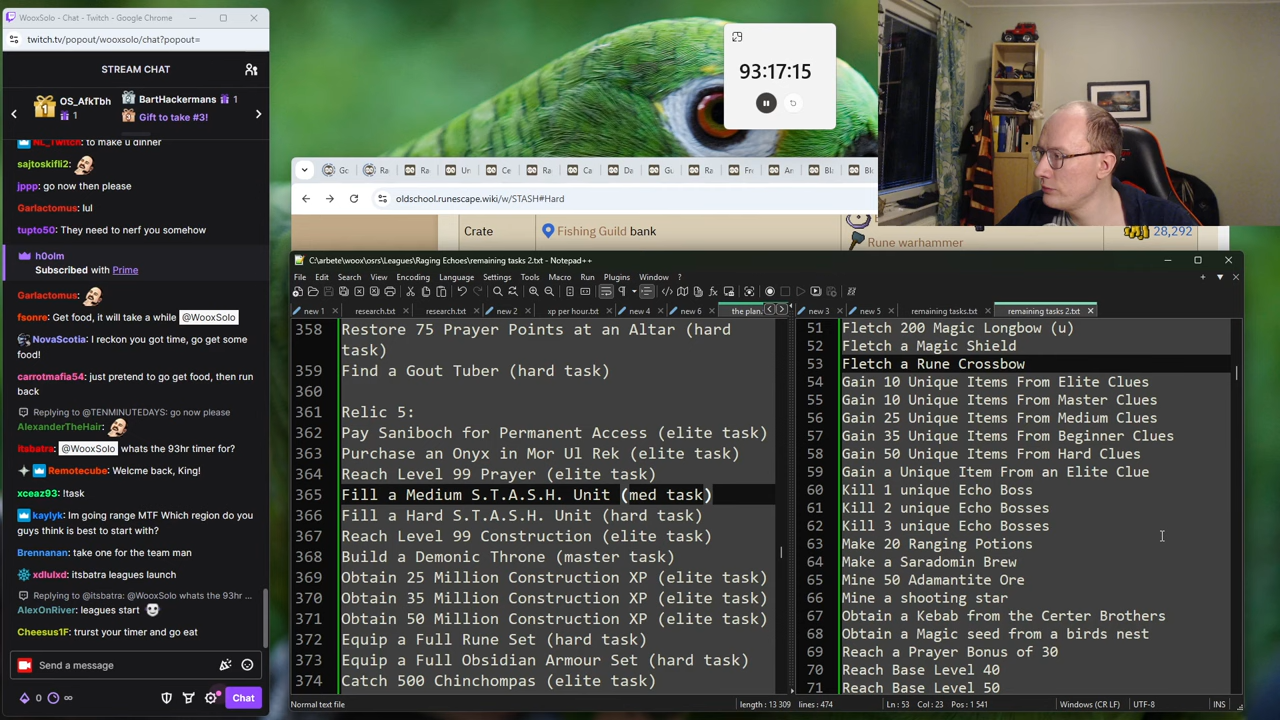 WooxSolo - Chat - Twitch - Google Chrome
twitch.tv/popout/wooxsolo/chat?popout=
STREAM CHAT
OS_AfkTbh
1
BartHackermans 1
Gift to take #3!
NL_Twitch: to make u dinner
sajtoskifli2:
jppp: go now then please
Garlactomus: lul
tupto50: They need to nerf you somehow
h0olm
Subscribed with Prime
Garlactomus:
fsonre: Get food, it will take a while @WooxSolo
NovaScotia: I reckon you got time, go get some
food!
carrotmafia54: just pretend to go get food, then run
back
Replying to @TENMINUTEDAYS: go now please
AlexanderTheHair:
itsbatra: @WooxSolo whats the 93hr timer for?
Remotecube: Welcme back, King!
xceaz93: !task
kaylyk: Im going range MTF Which region do you
guys think is best to start with?
Brennanan: take one for the team man
xdlulxd: itsbatra leagues launch
Replying to @itsbatra: @WooxSolo whats the 93hr ...
AlexOnRiver: leagues start
Cheesus1F: trurst your timer and go eat
Send a message
0 ∞
Chat
93:17:15
oldschool.runescape.wiki/w/STASH#Hard
Crate
Fishing Guild bank
Rune warhammer
28,292
C:\arbete\woox\osrs\Leagues\Raging Echoes\remaining tasks 2.txt - Notepad++
File Edit Search View Encoding Language Settings Tools Macro Run Plugins Window ?
new 1 research.txt research.txt new 2 xp per hour.txt new 4 new 6 the plan. new 3 new 5 remaining tasks.txt remaining tasks 2.txt
358 Restore 75 Prayer Points at an Altar (hard
task)
359 Find a Gout Tuber (hard task)
360
361 Relic 5:
362 Pay Saniboch for Permanent Access (elite task)
363 Purchase an Onyx in Mor Ul Rek (elite task)
364 Reach Level 99 Prayer (elite task)
365 Fill a Medium S.T.A.S.H. Unit (med task)
366 Fill a Hard S.T.A.S.H. Unit (hard task)
367 Reach Level 99 Construction (elite task)
368 Build a Demonic Throne (master task)
369 Obtain 25 Million Construction XP (elite task)
370 Obtain 35 Million Construction XP (elite task)
371 Obtain 50 Million Construction XP (elite task)
372 Equip a Full Rune Set (hard task)
373 Equip a Full Obsidian Armour Set (hard task)
374 Catch 500 Chinchompas (elite task)
51 Fletch 200 Magic Longbow (u)
52 Fletch a Magic Shield
53 Fletch a Rune Crossbow
54 Gain 10 Unique Items From Elite Clues
55 Gain 10 Unique Items From Master Clues
56 Gain 25 Unique Items From Medium Clues
57 Gain 35 Unique Items From Beginner Clues
58 Gain 50 Unique Items From Hard Clues
59 Gain a Unique Item From an Elite Clue
60 Kill 1 unique Echo Boss
61 Kill 2 unique Echo Bosses
62 Kill 3 unique Echo Bosses
63 Make 20 Ranging Potions
64 Make a Saradomin Brew
65 Mine 50 Adamantite Ore
66 Mine a shooting star
67 Obtain a Kebab from the Certer Brothers
68 Obtain a Magic seed from a birds nest
69 Reach a Prayer Bonus of 30
70 Reach Base Level 40
71 Reach Base Level 50
Normal text file
length : 13 309 lines : 474
Ln : 53 Col : 23 Pos : 1 541
Windows (CR LF)
UTF-8
INS